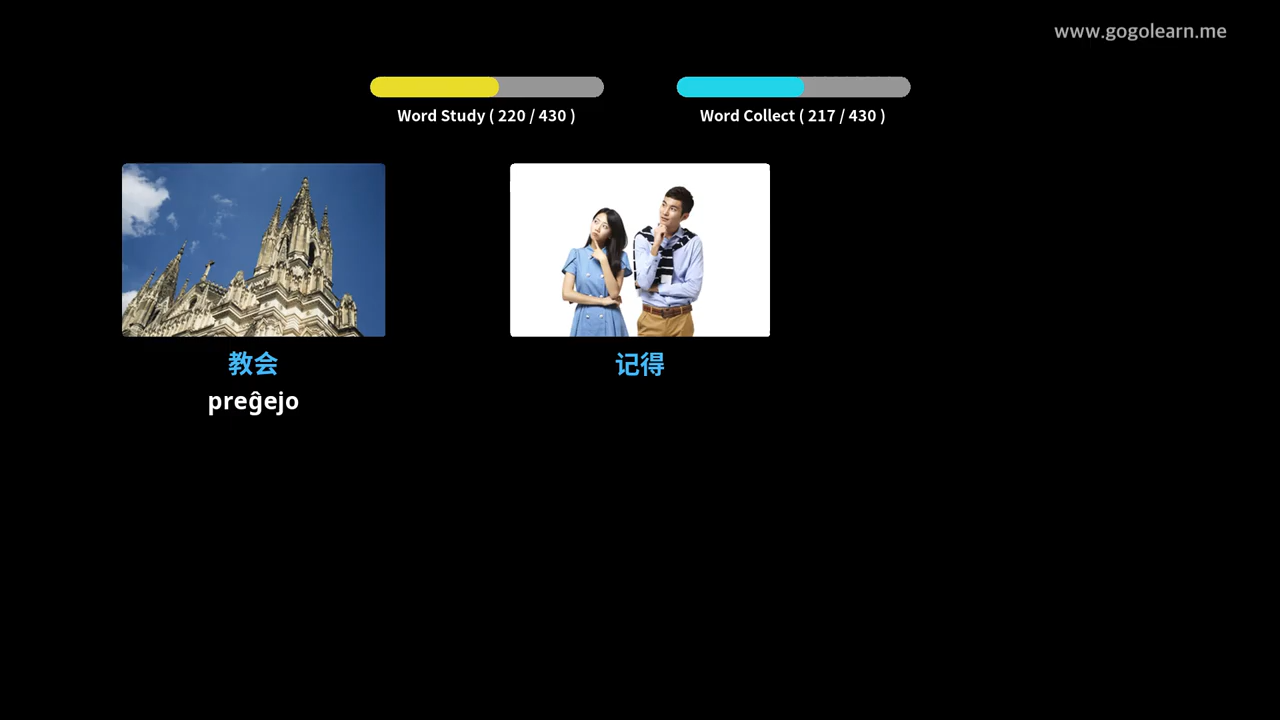 www.gogolearn.me
Word Study ( 220 / 430 )
Word Collect ( 217 / 430 )
教会
preĝejo
记得